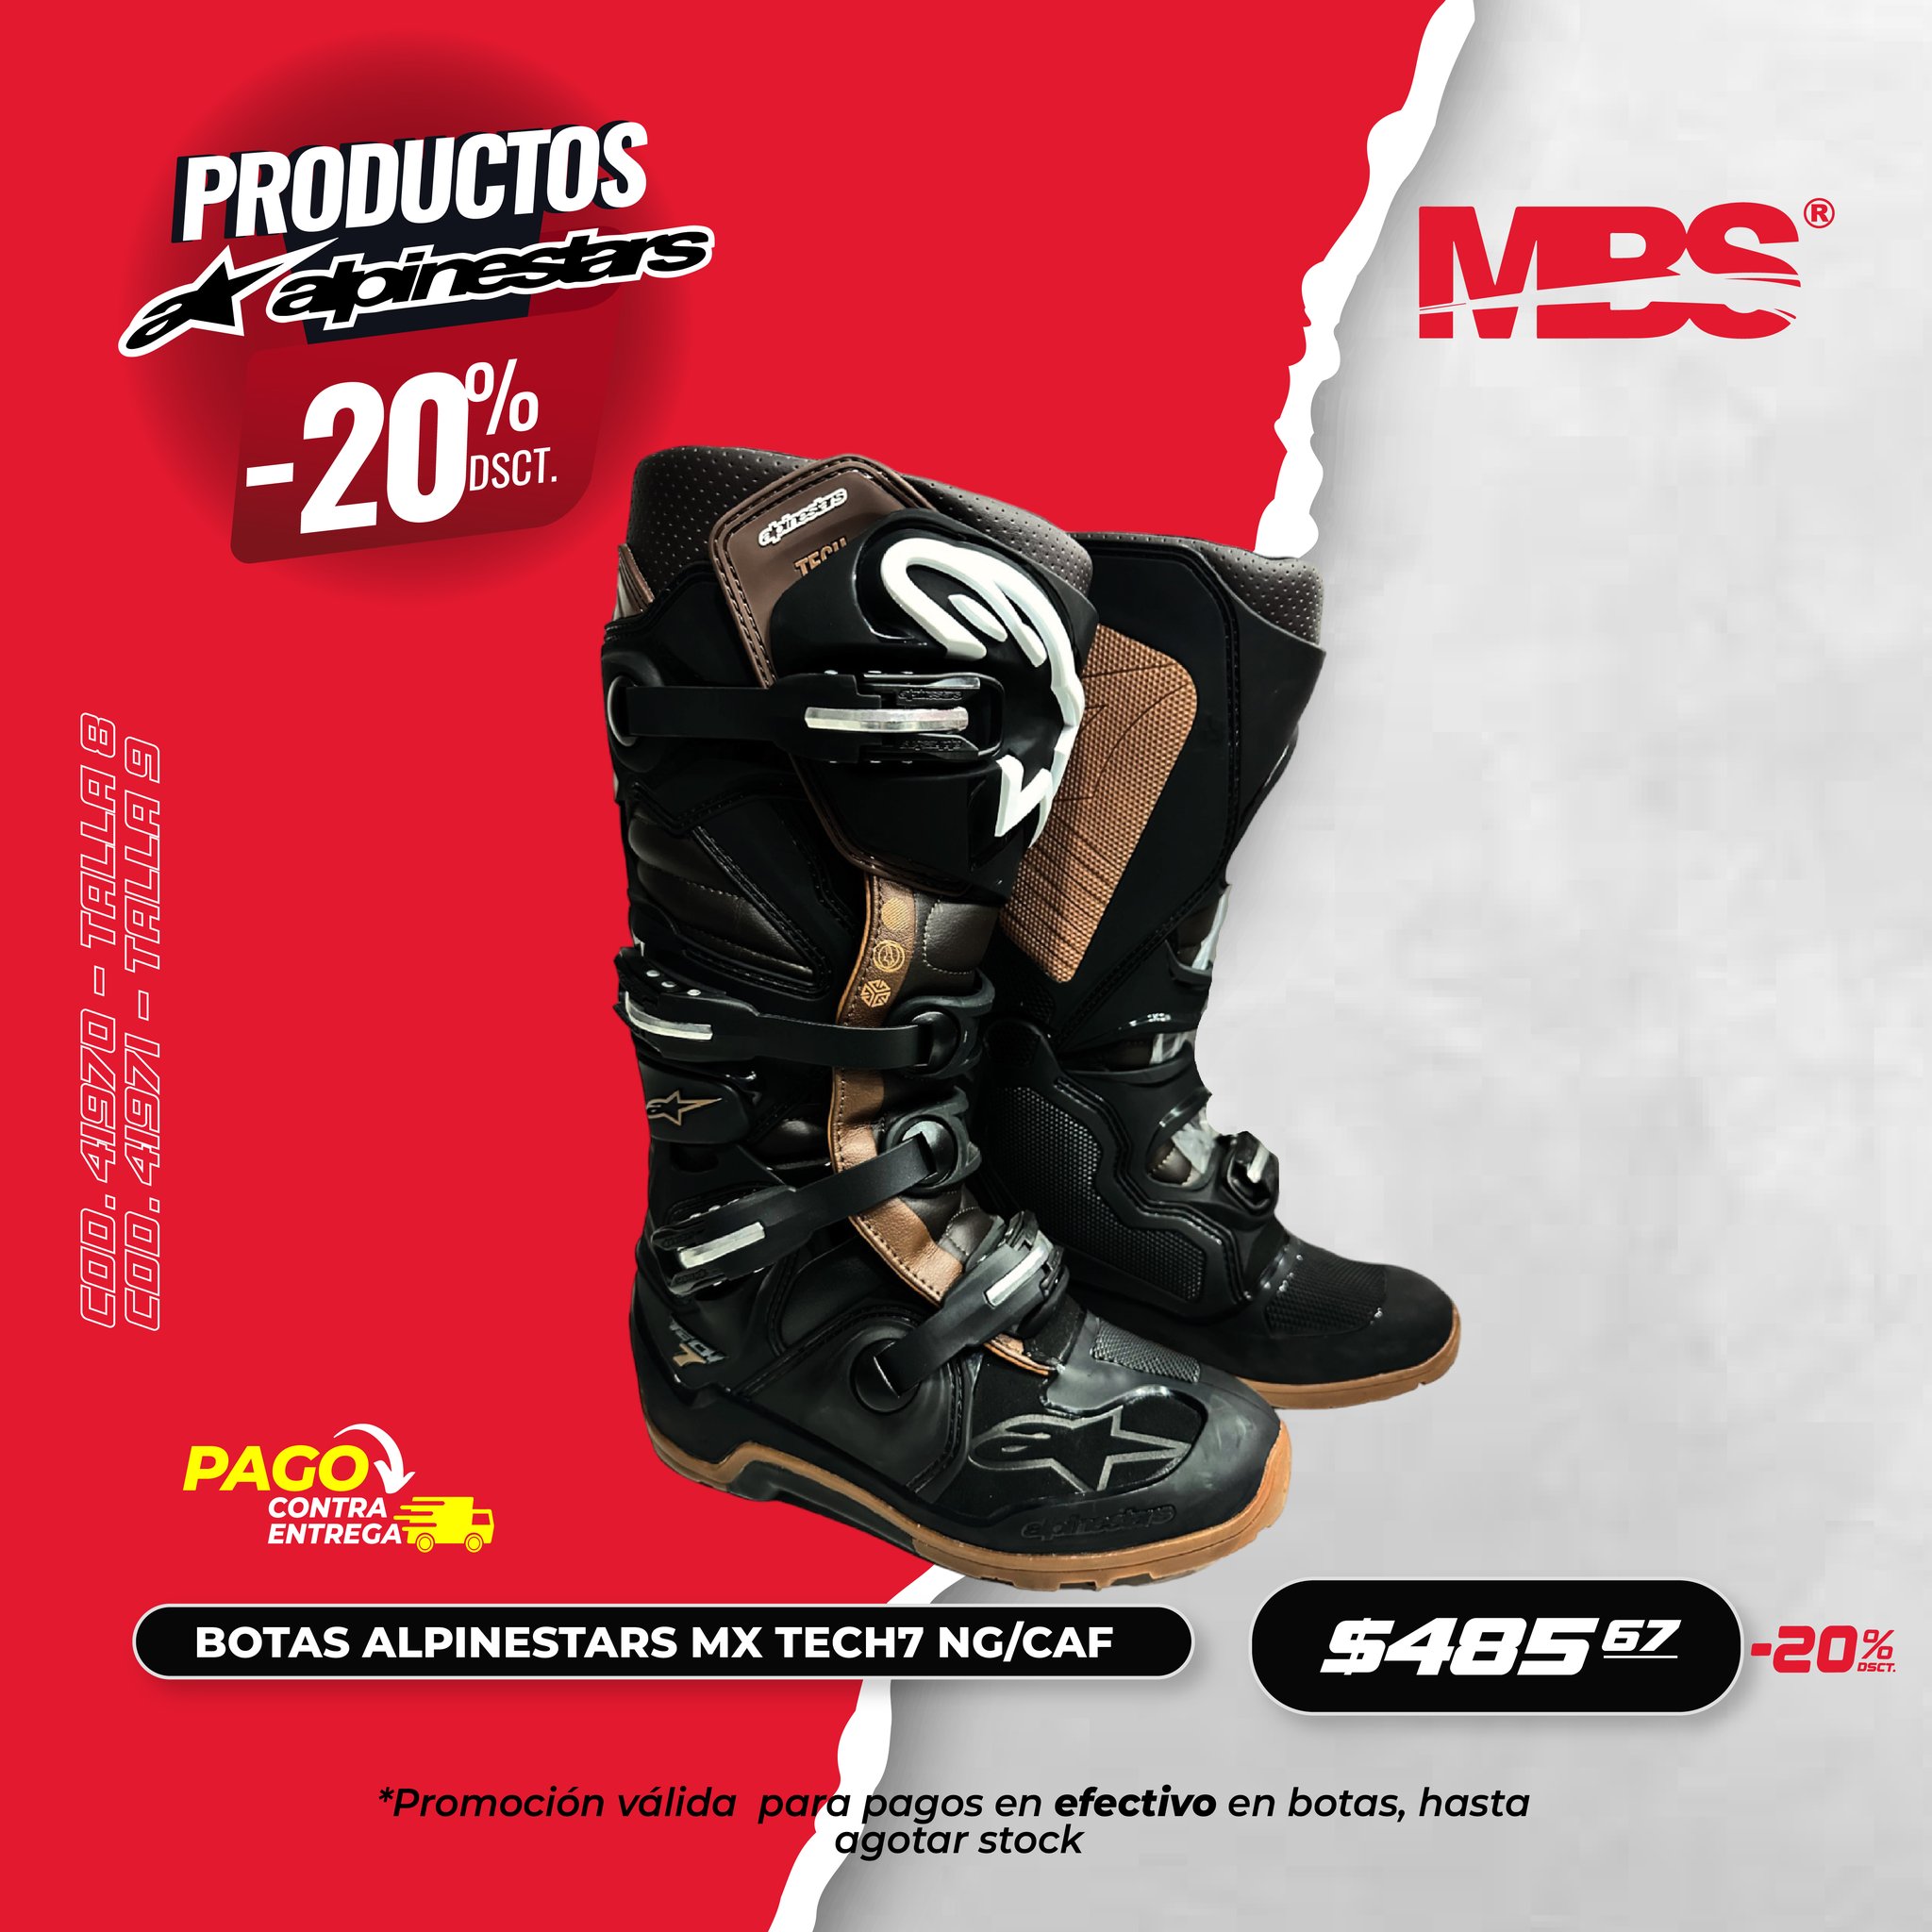 PRODUCTOS
alpinestars
-20% DSCT.
MBS®
alpinestars
TECH
COD. 41970 - TALLA 8
COD. 41971 - TALLA 9
TECH
7
alpinestars
PAGO
CONTRA
ENTREGA
BOTAS ALPINESTARS MX TECH7 NG/CAF
$485 67
-20% DSCT.
*Promoción válida para pagos en efectivo en botas, hasta
agotar stock